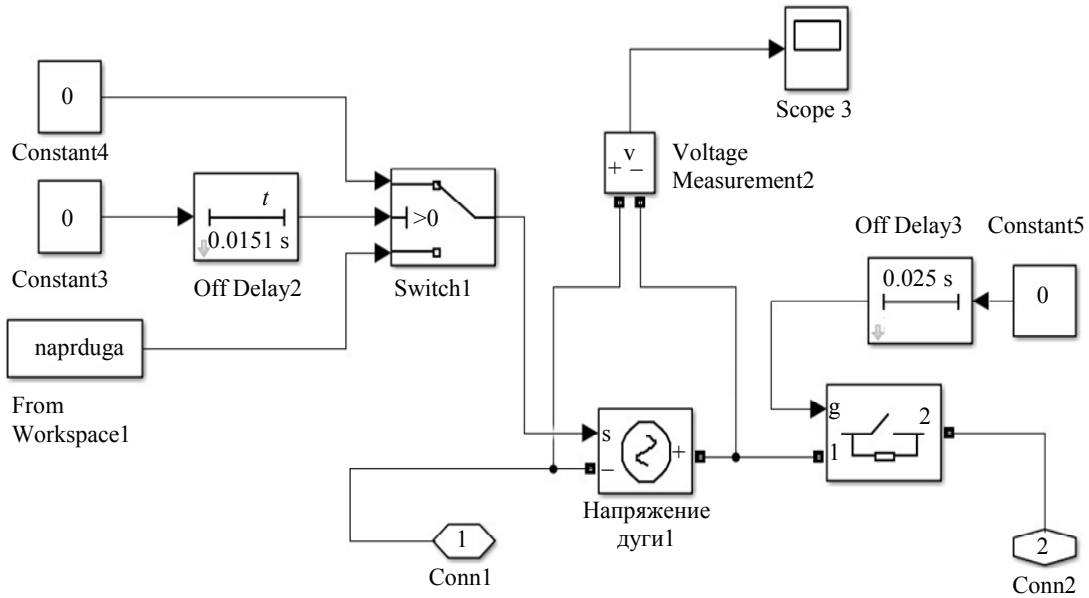 0
Constant4
0
Constant3
t
0.0151 s
Off Delay2
>0
Switch1
naprduga
From
Workspace1
Scope 3
v
+ –
Voltage
Measurement2
Off Delay3
0.025 s
Constant5
0
s
–
+
Напряжение
дуги1
g
1
2
1
Conn1
2
Conn2